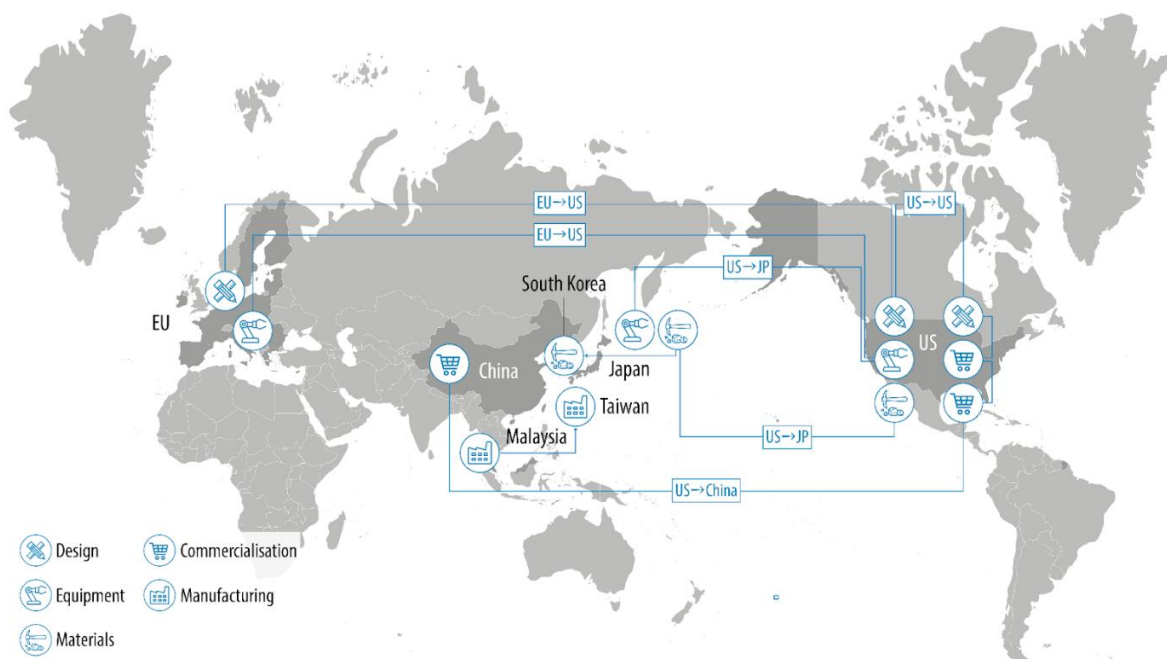 EU→US
US→US
EU→US
US→JP
South Korea
EU
US
China
Japan
Taiwan
Malaysia
US→JP
US→China
Design
Commercialisation
Equipment
Manufacturing
Materials